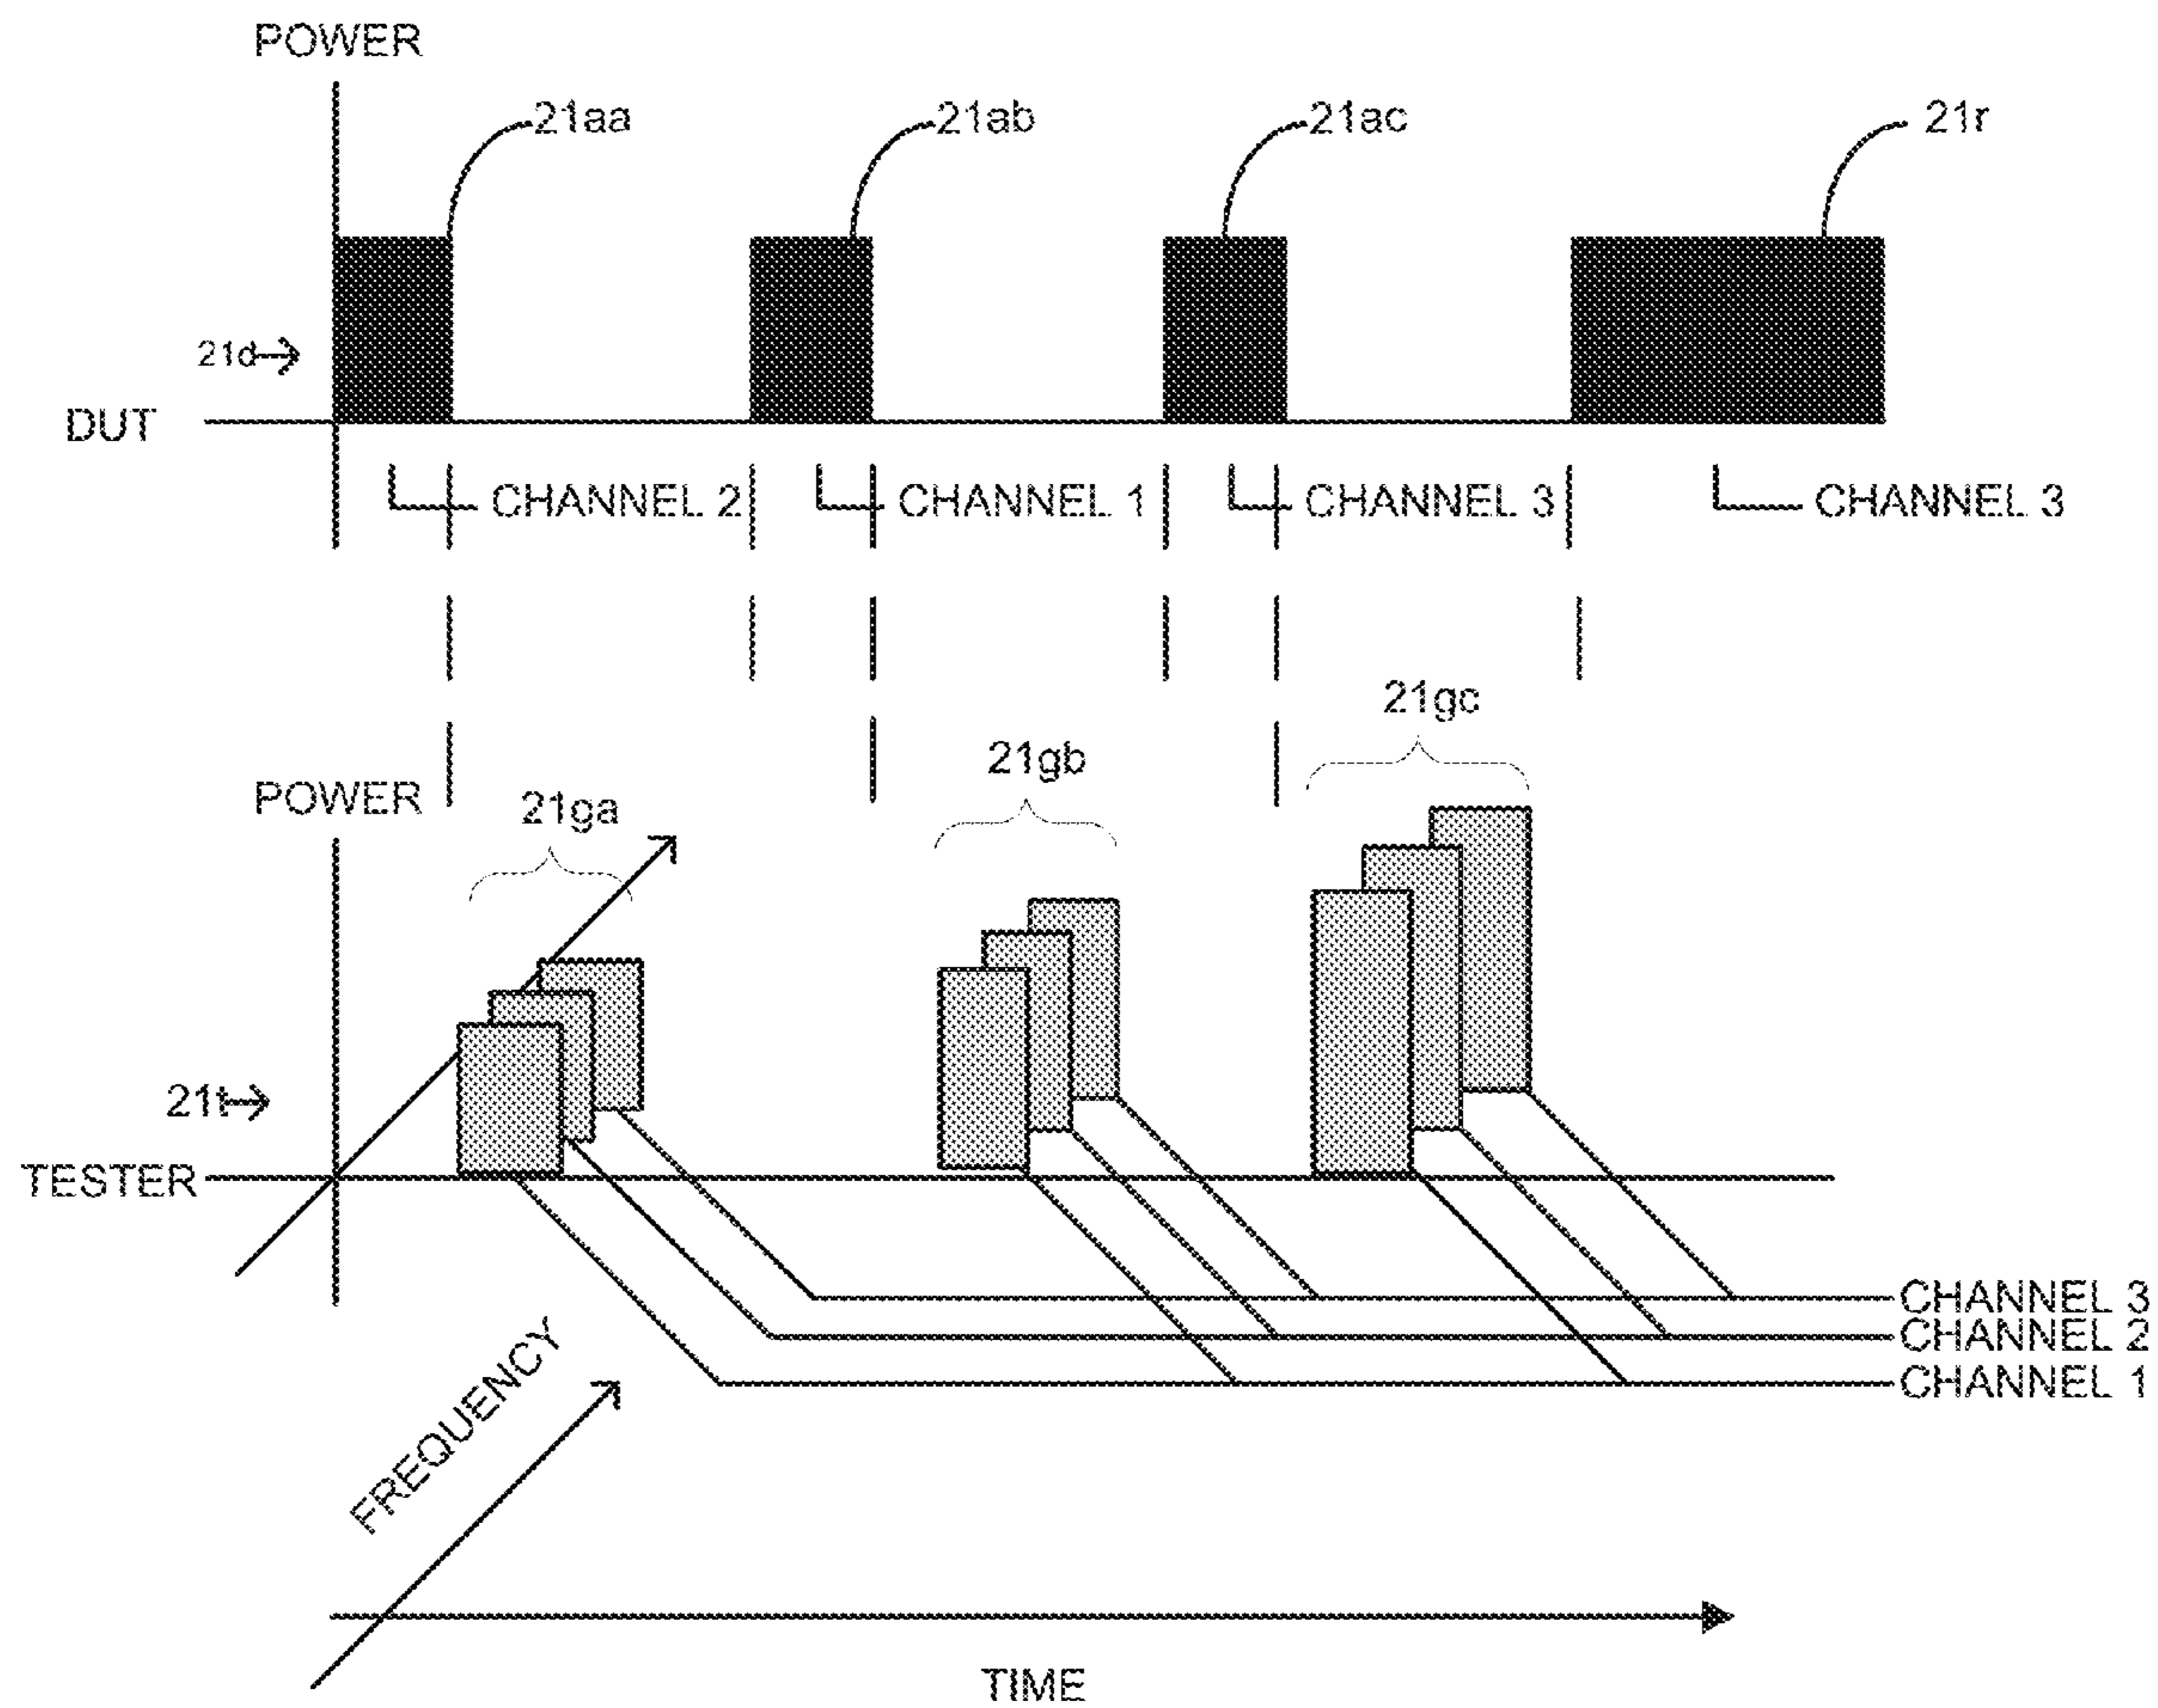 POWER
21aa
21ab
21ac
21r
21d
DUT
CHANNEL 2
CHANNEL 1
CHANNEL 3
CHANNEL 3
21gc
21gb
POWER
21ga
21t
TESTER
CHANNEL 3
CHANNEL 2
CHANNEL 1
FREQUENCY
TIME